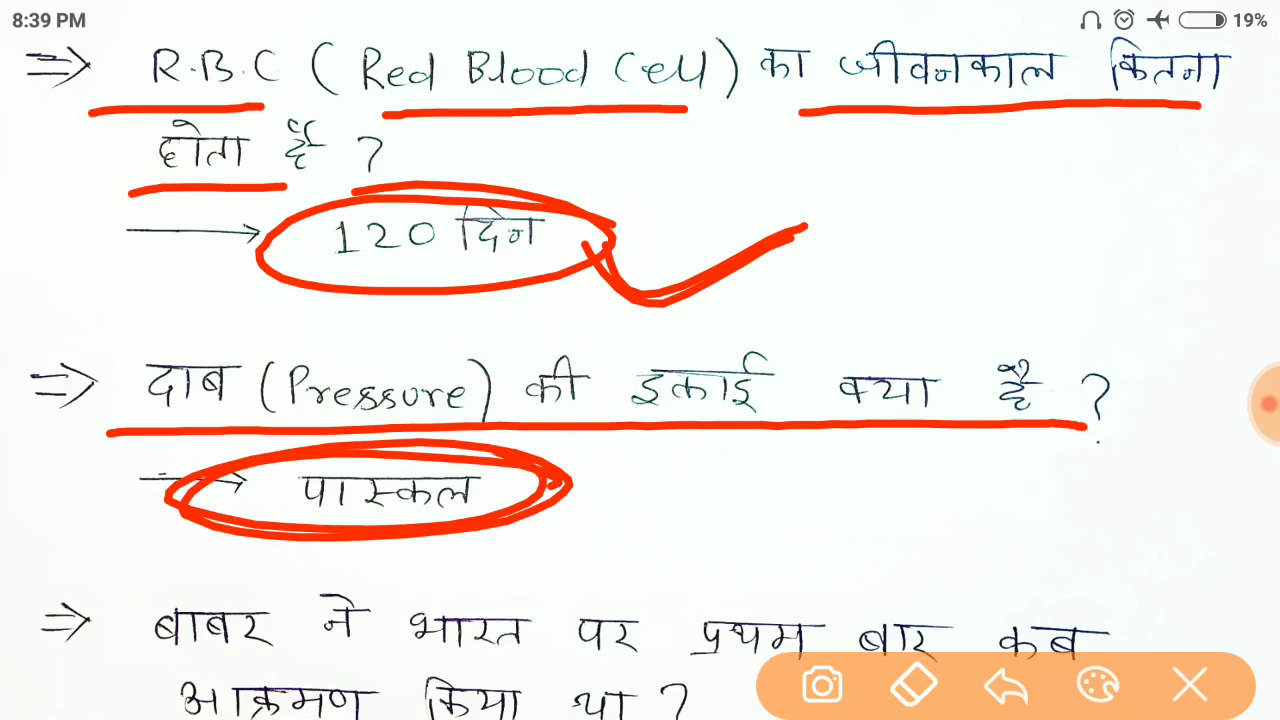 8:39 PM 19%
⇒ R.B.C (Red Blood Cell) का जीवनकाल कितना
होता है ?
→ 120 दिन
⇒ दाब (Pressure) की इकाई क्या है ?
→ पास्कल
⇒ बाबर ने भारत पर प्रथम बार कब
आक्रमण किया था ?